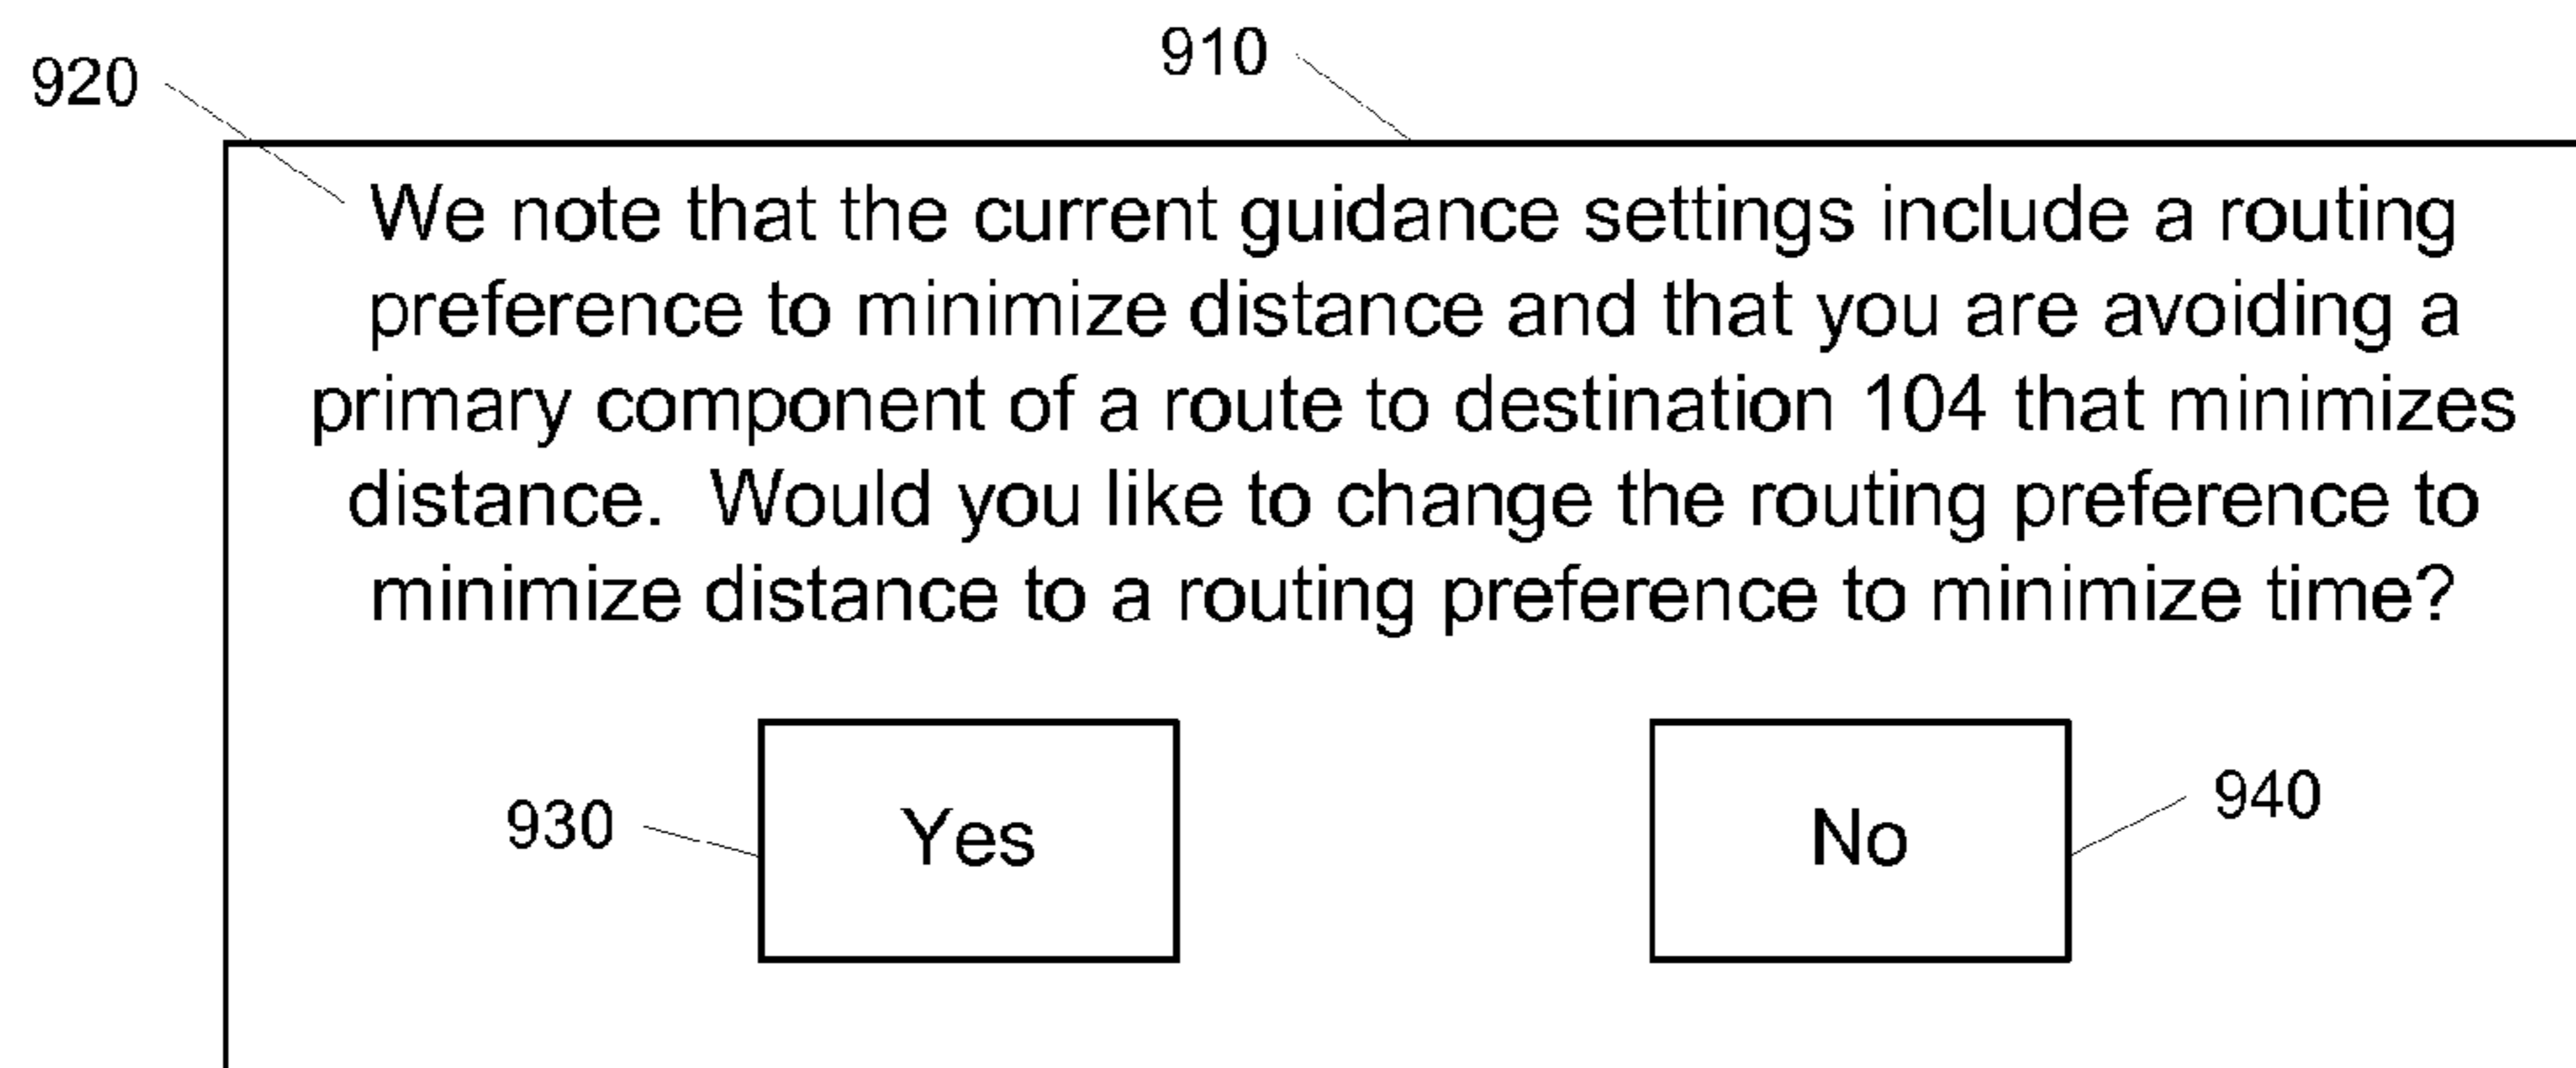 910
920
We note that the current guidance settings include a routing
preference to minimize distance and that you are avoiding a
primary component of a route to destination 104 that minimizes
distance.  Would you like to change the routing preference to
minimize distance to a routing preference to minimize time?
930
Yes
No
940